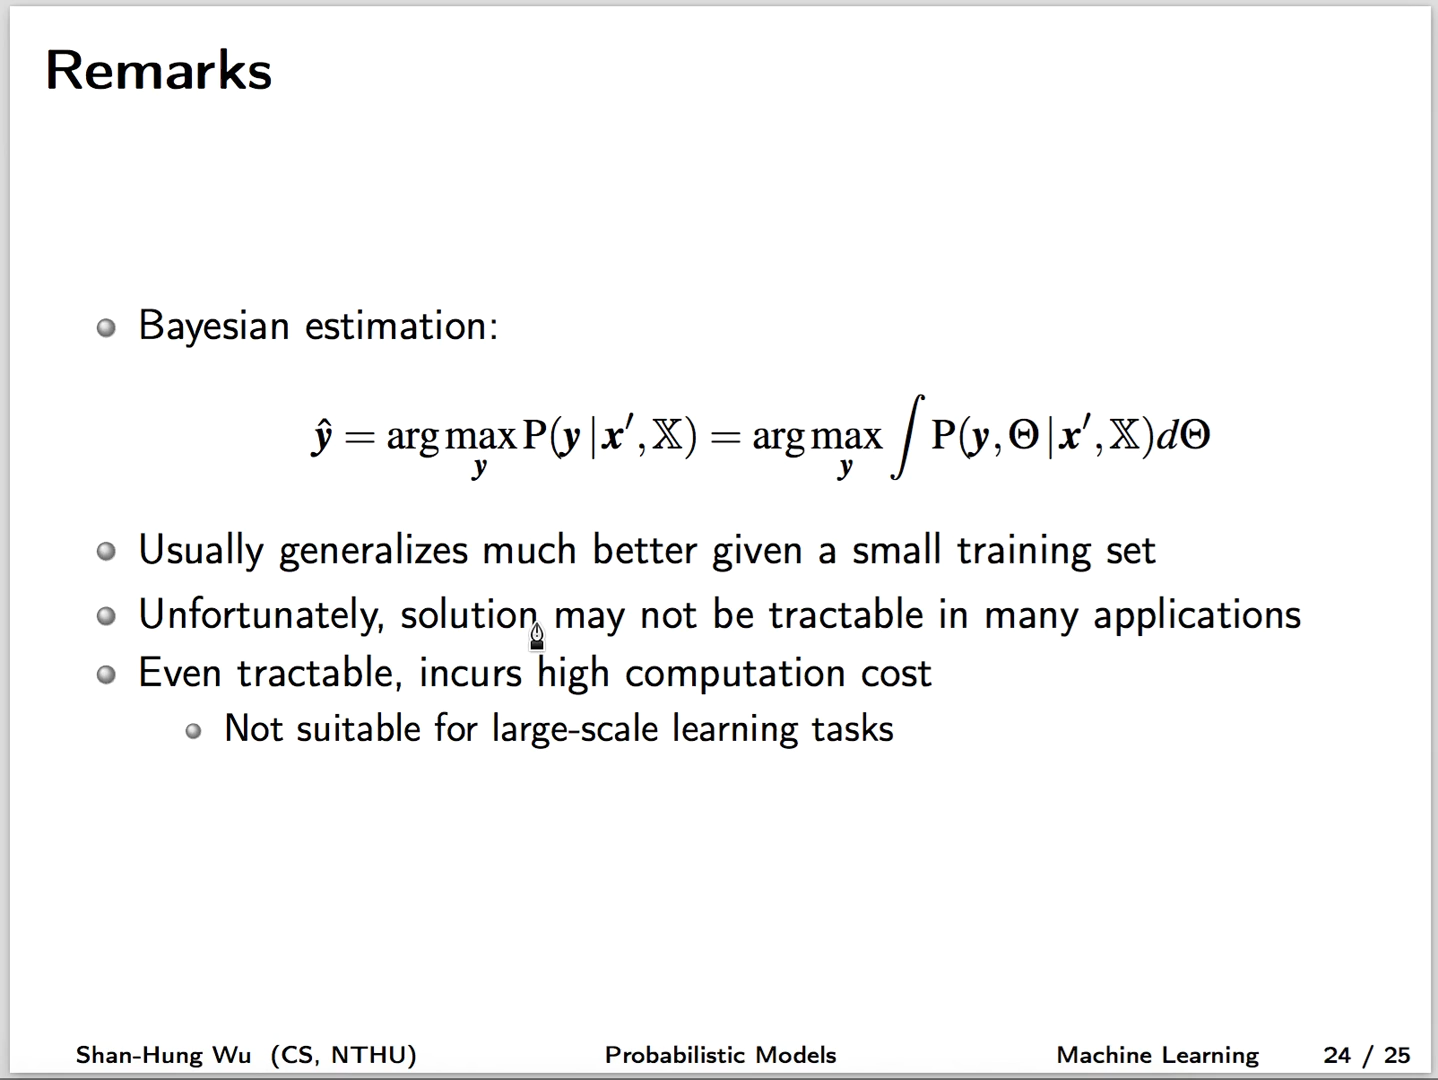 Remarks
Bayesian estimation:
ŷ = arg max_y P(y | x′, 𝕏) = arg max_y ∫ P(y, Θ | x′, 𝕏) dΘ
Usually generalizes much better given a small training set
Unfortunately, solution may not be tractable in many applications
Even tractable, incurs high computation cost
Not suitable for large-scale learning tasks
Shan-Hung Wu (CS, NTHU) Probabilistic Models Machine Learning 24 / 25